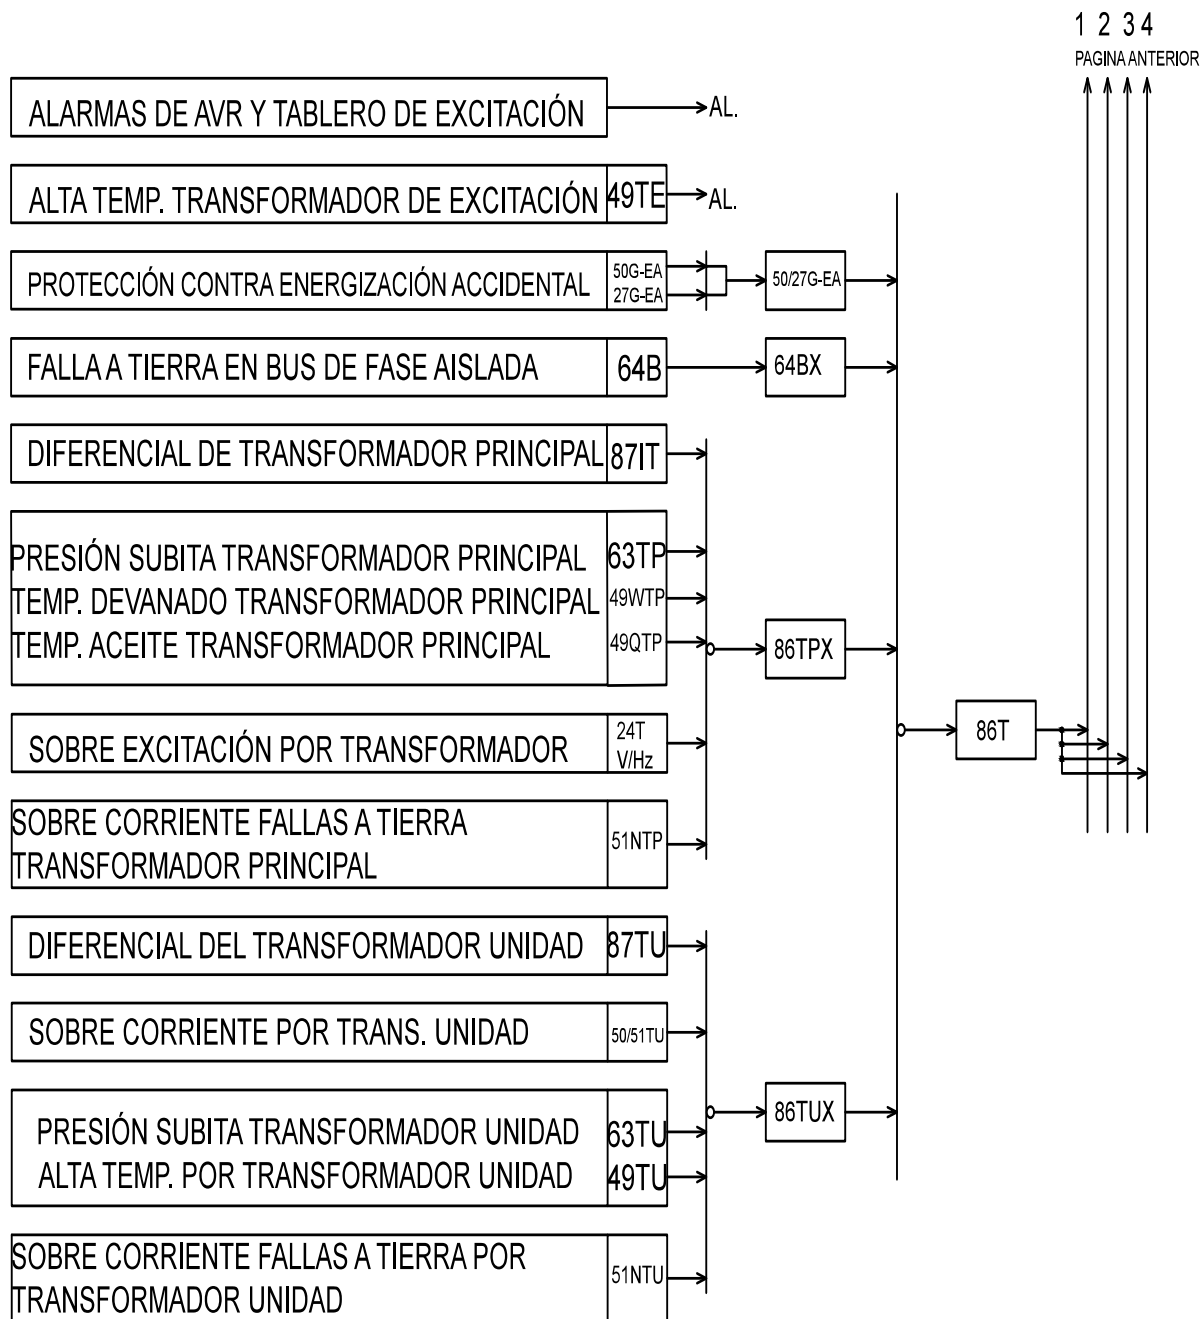 1 2 3 4
PAGINA ANTERIOR
ALARMAS DE AVR Y TABLERO DE EXCITACIÓN
AL.
ALTA TEMP. TRANSFORMADOR DE EXCITACIÓN
49TE
AL.
PROTECCIÓN CONTRA ENERGIZACIÓN ACCIDENTAL
50G-EA
27G-EA
50/27G-EA
FALLA A TIERRA EN BUS DE FASE AISLADA
64B
64BX
DIFERENCIAL DE TRANSFORMADOR PRINCIPAL
87IT
PRESIÓN SUBITA TRANSFORMADOR PRINCIPAL
63TP
TEMP. DEVANADO TRANSFORMADOR PRINCIPAL
49WTP
TEMP. ACEITE TRANSFORMADOR PRINCIPAL
49QTP
86TPX
SOBRE EXCITACIÓN POR TRANSFORMADOR
24T
V/Hz
86T
SOBRE CORRIENTE FALLAS A TIERRA
TRANSFORMADOR PRINCIPAL
51NTP
DIFERENCIAL DEL TRANSFORMADOR UNIDAD
87TU
SOBRE CORRIENTE POR TRANS. UNIDAD
50/51TU
PRESIÓN SUBITA TRANSFORMADOR UNIDAD
63TU
ALTA TEMP. POR TRANSFORMADOR UNIDAD
49TU
86TUX
SOBRE CORRIENTE FALLAS A TIERRA POR
TRANSFORMADOR UNIDAD
51NTU